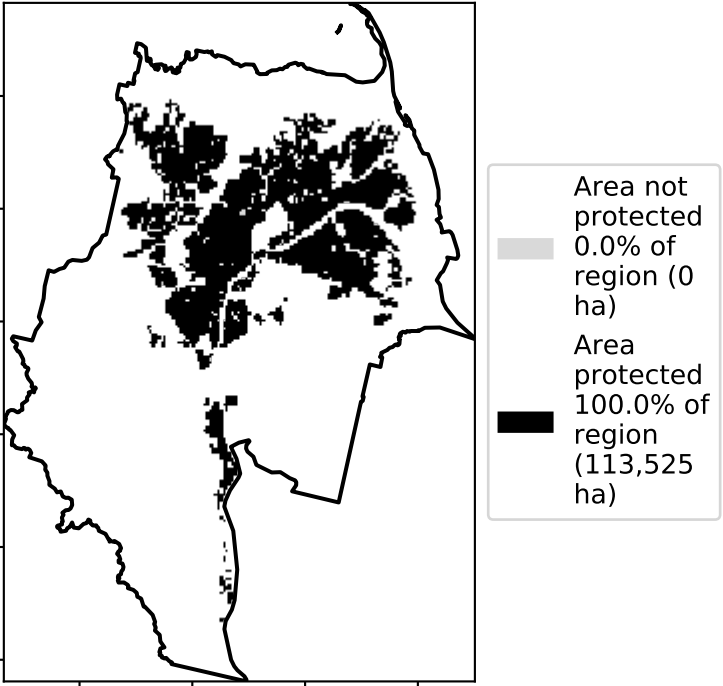 Area not
protected
0.0% of
region (0
ha)
Area
protected
100.0% of
region
(113,525
ha)